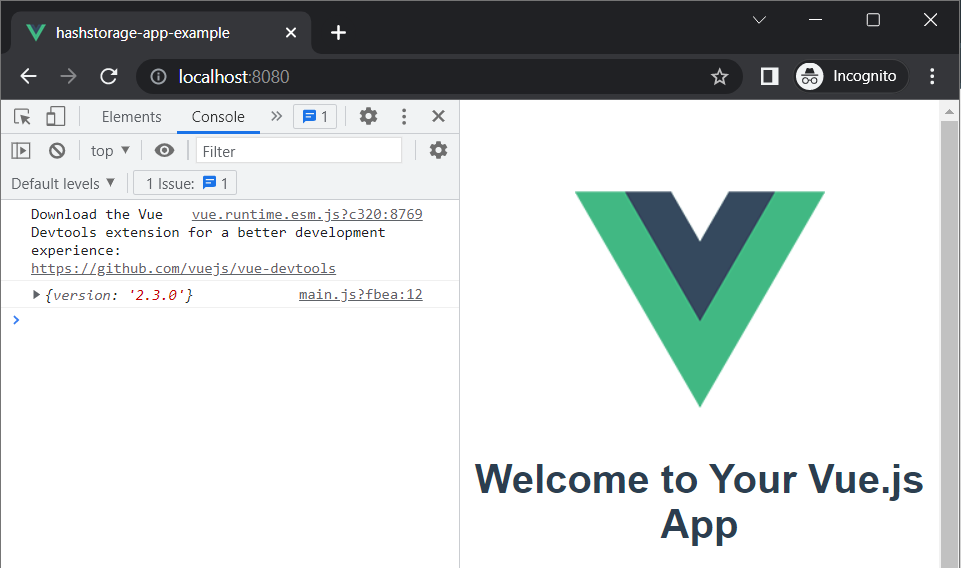 hashstorage-app-example
localhost:8080
Incognito
Elements
Console
1
top
Filter
Default levels
1 Issue:
1
Download the Vue vue.runtime.esm.js?c320:8769
Devtools extension for a better development
experience:
https://github.com/vuejs/vue-devtools
{version: '2.3.0'} main.js?fbea:12
Welcome to Your Vue.js
App